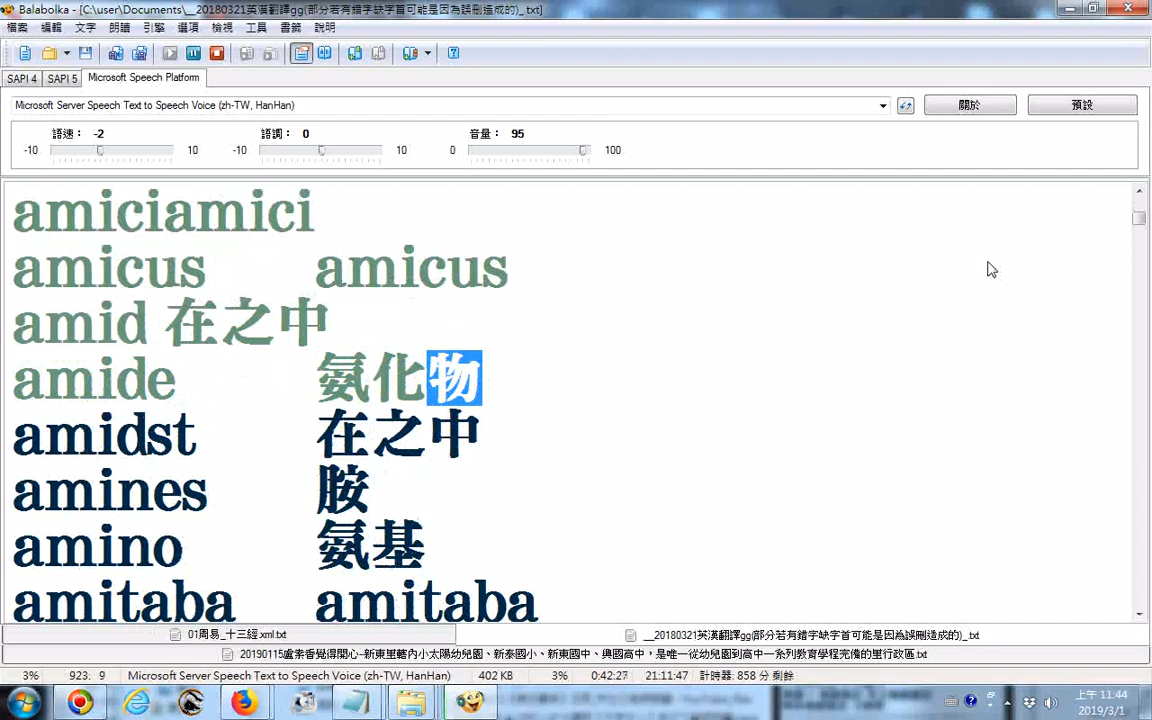 Balabolka - [C:\user\Documents\__20180321英漢翻譯gg(部分若有錯字缺字首可能是因為誤刪造成的)_.txt]
檔案 編輯 文字 朗讀 引擎 選項 檢視 工具 書籤 說明
SAPI 4 SAPI 5 Microsoft Speech Platform
Microsoft Server Speech Text to Speech Voice (zh-TW, HanHan) 關於 預設
語速： -2 語調： 0 音量： 95
-10 10 -10 10 0 100
amiciamici
amicus amicus
amid 在之中
amide 氨化物
amidst 在之中
amines 胺
amino 氨基
amitaba amitaba
01周易_十三經.xml.txt __20180321英漢翻譯gg(部分若有錯字缺字首可能是因為誤刪造成的)_.txt
20190115盧素香覺得開心-新東里轄內小太陽幼兒園、新泰國小、新東國中、興國高中，是唯一從幼兒園到高中一系列教育學程完備的里行政區.txt
3% 923: 9 Microsoft Server Speech Text to Speech Voice (zh-TW, HanHan) 402 KB 3% 0:42:27 21:11:47 計時器: 858 分 剩餘
上午 11:44
2019/3/1